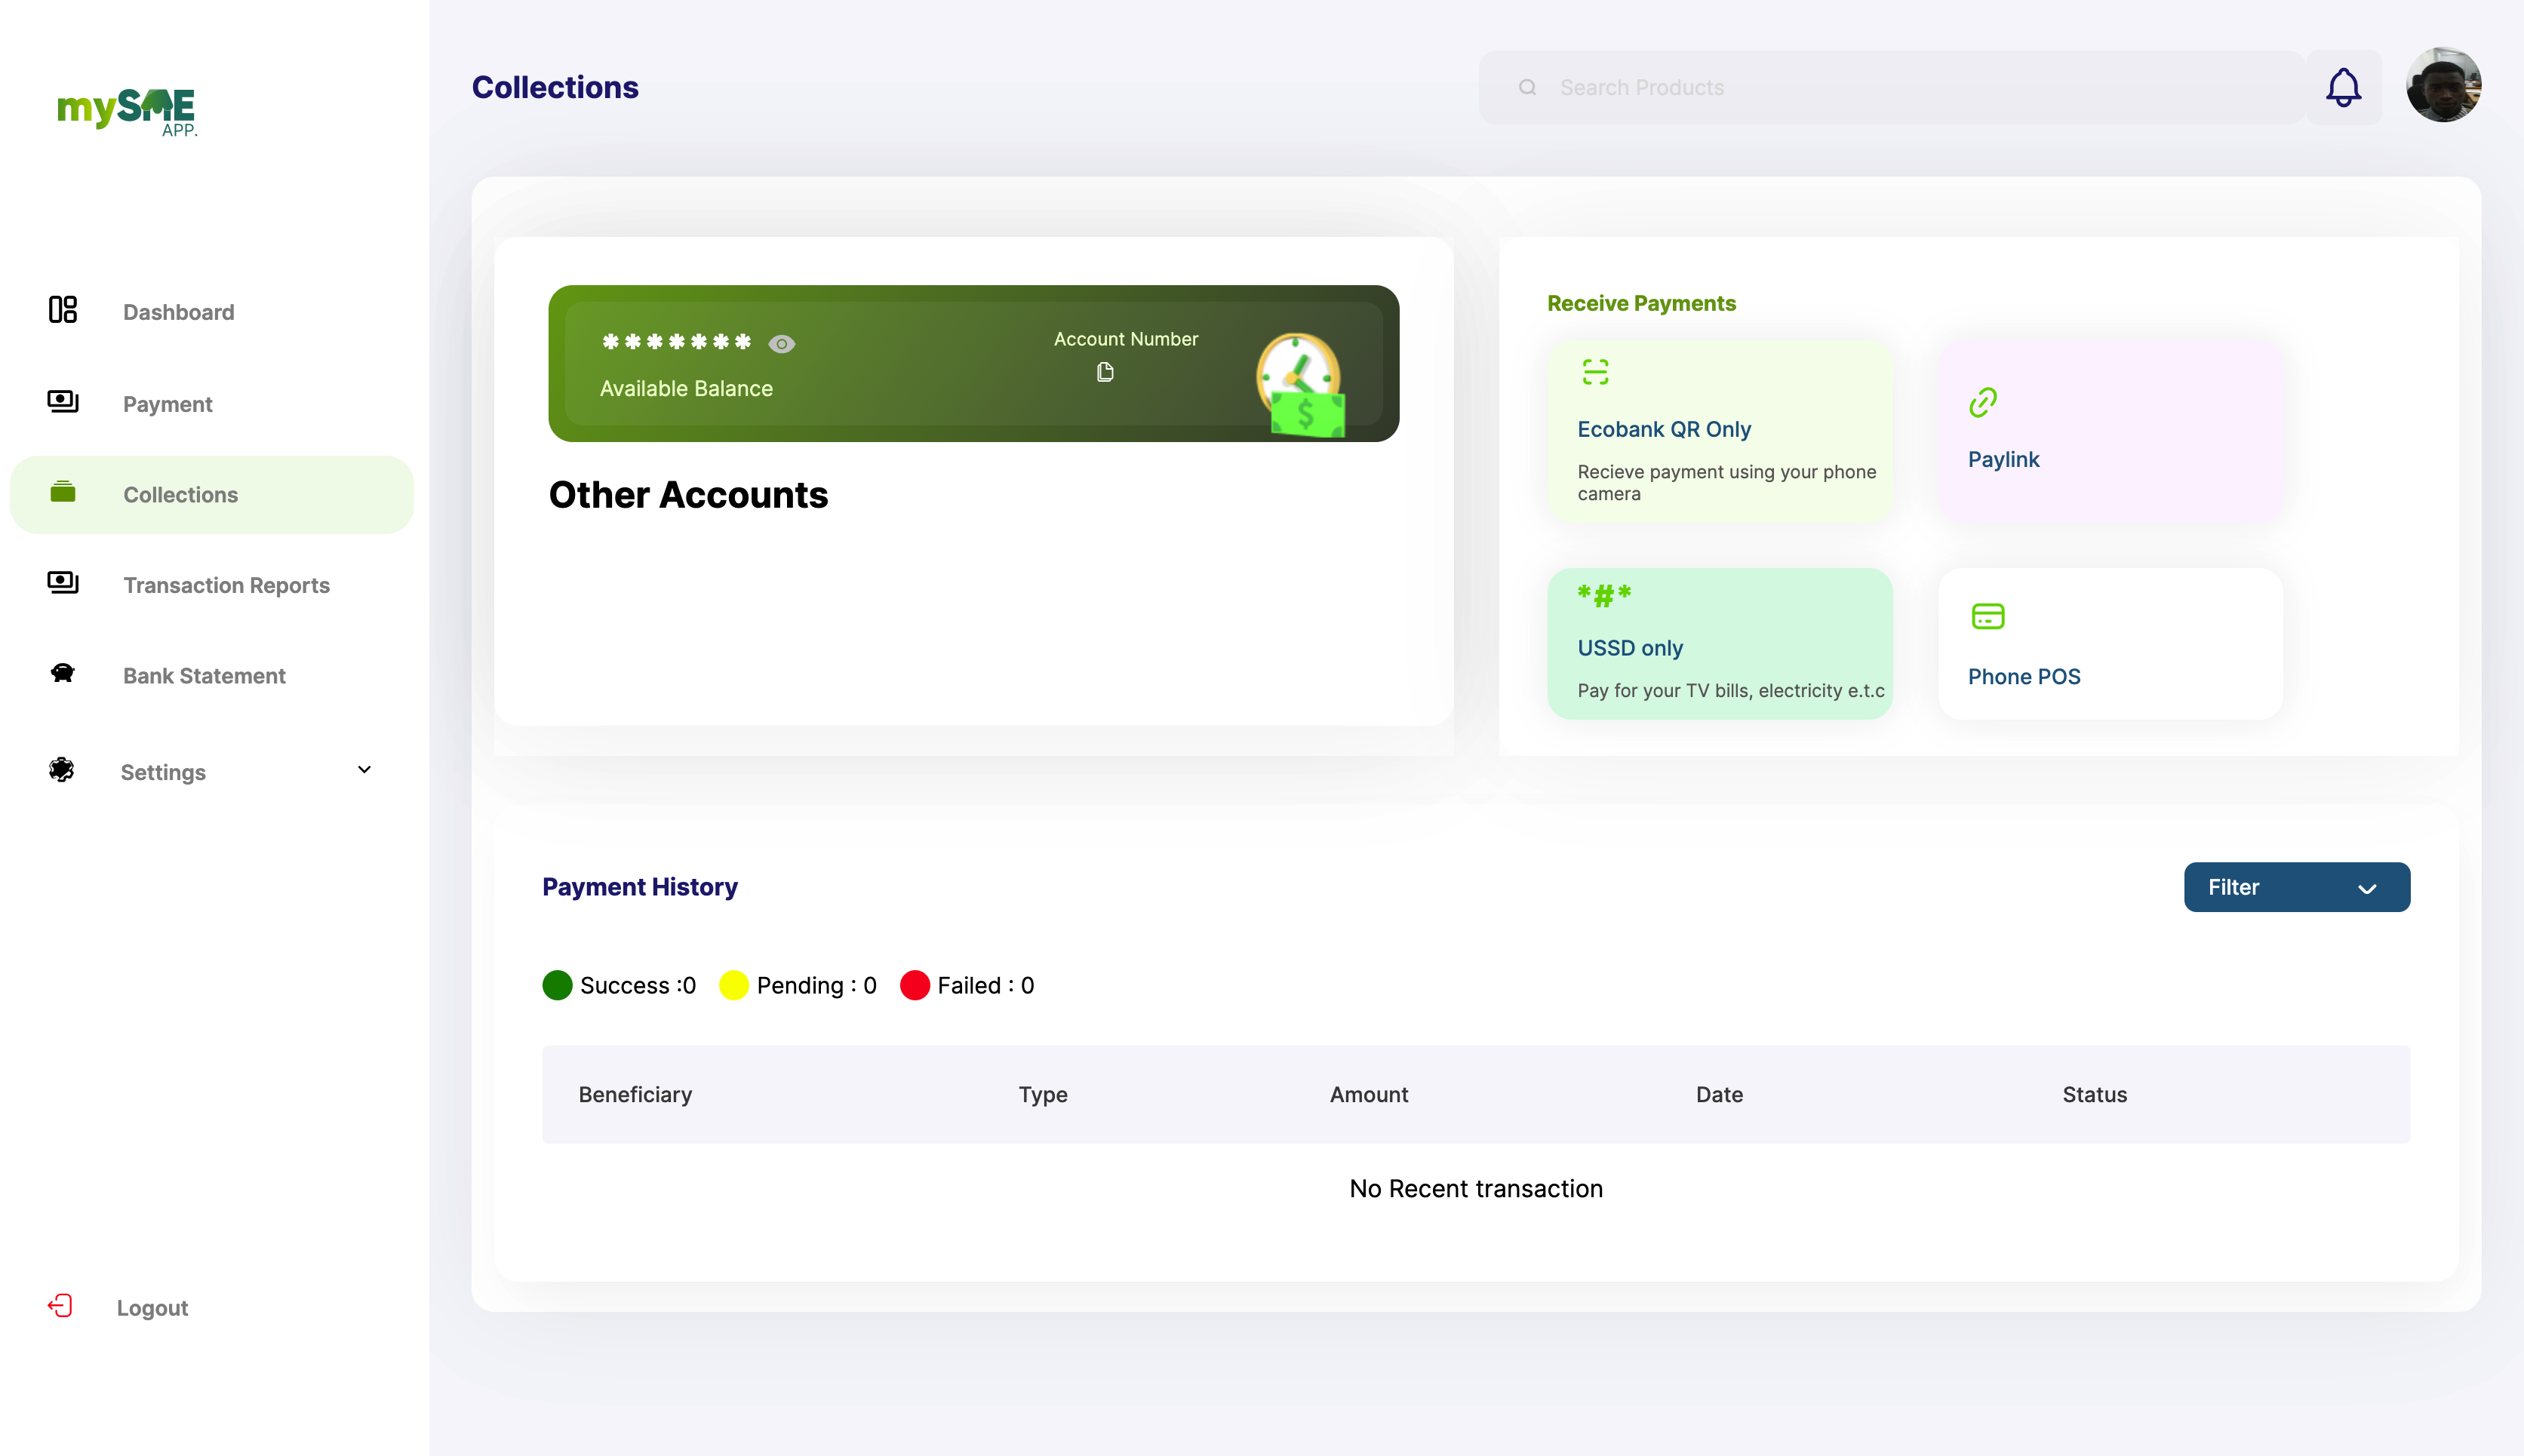 mySME
APP.
Dashboard
Payment
Collections
Transaction Reports
Bank Statement
Settings
Logout
Collections
Search Products
*******
Available Balance
Account Number
$
Other Accounts
Receive Payments
Ecobank QR Only
Recieve payment using your phone
camera
Paylink
*#*
USSD only
Pay for your TV bills, electricity e.t.c
Phone POS
Payment History
Filter
Success :0 Pending : 0 Failed : 0
Beneficiary Type Amount Date Status
No Recent transaction